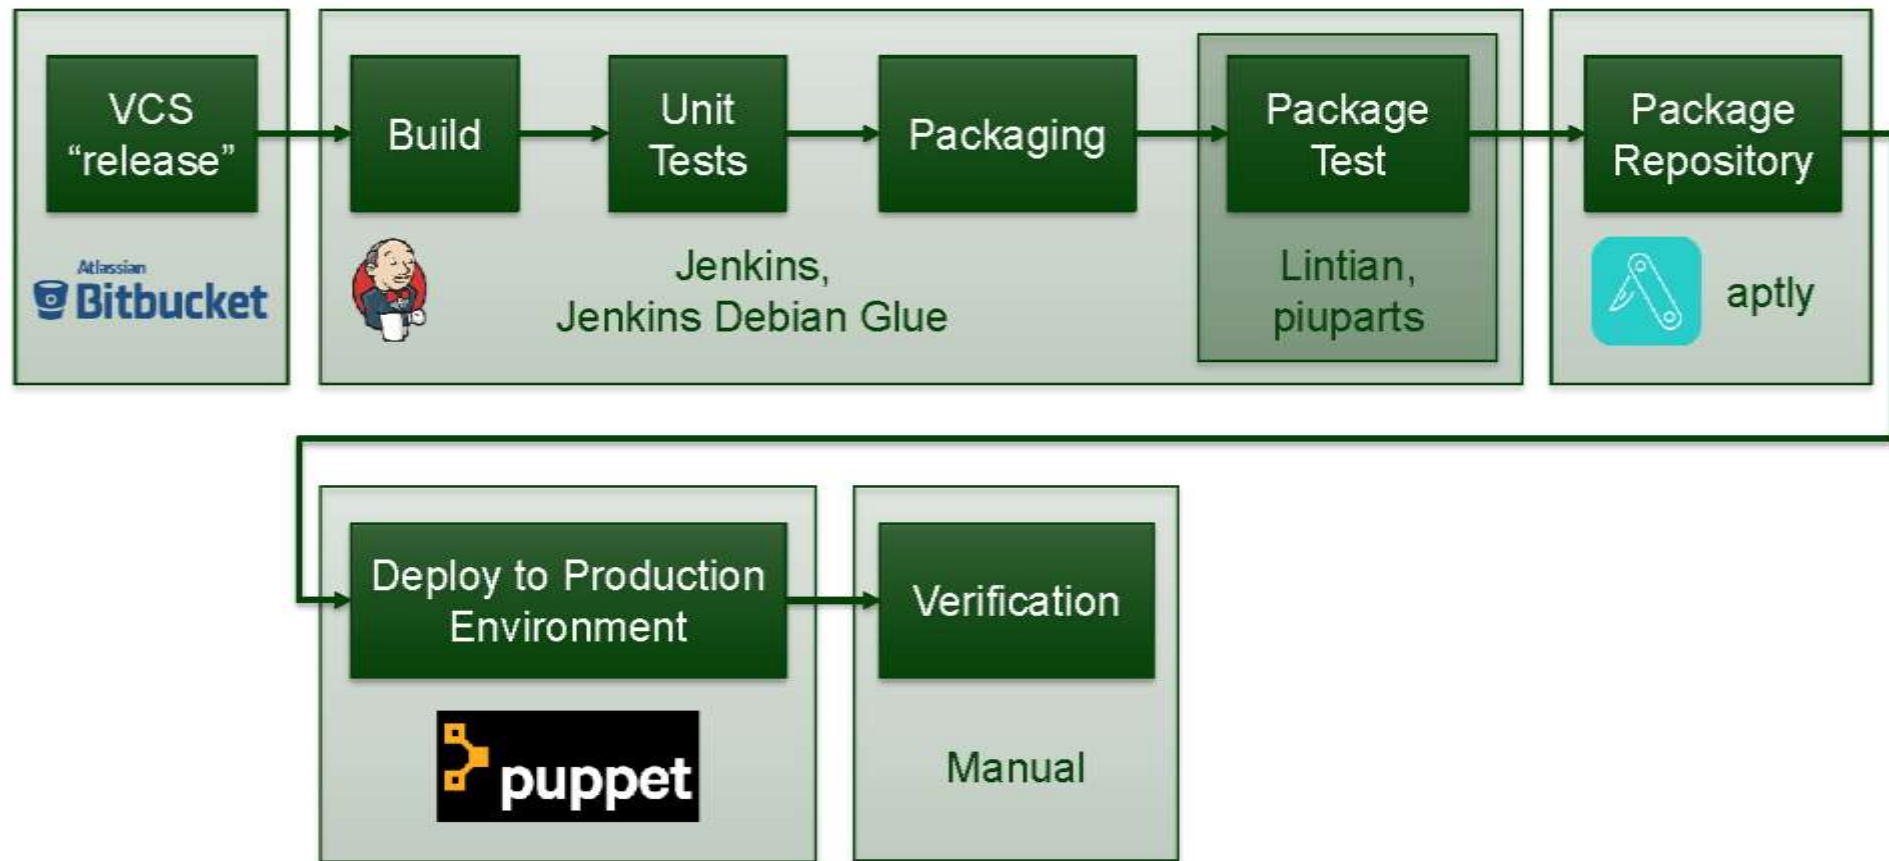 VCS
“release”
Build
Unit
Tests
Packaging
Package
Test
Package
Repository
Atlassian
Bitbucket
Jenkins,
Jenkins Debian Glue
Lintian,
piuparts
aptly
Deploy to Production
Environment
Verification
puppet
Manual